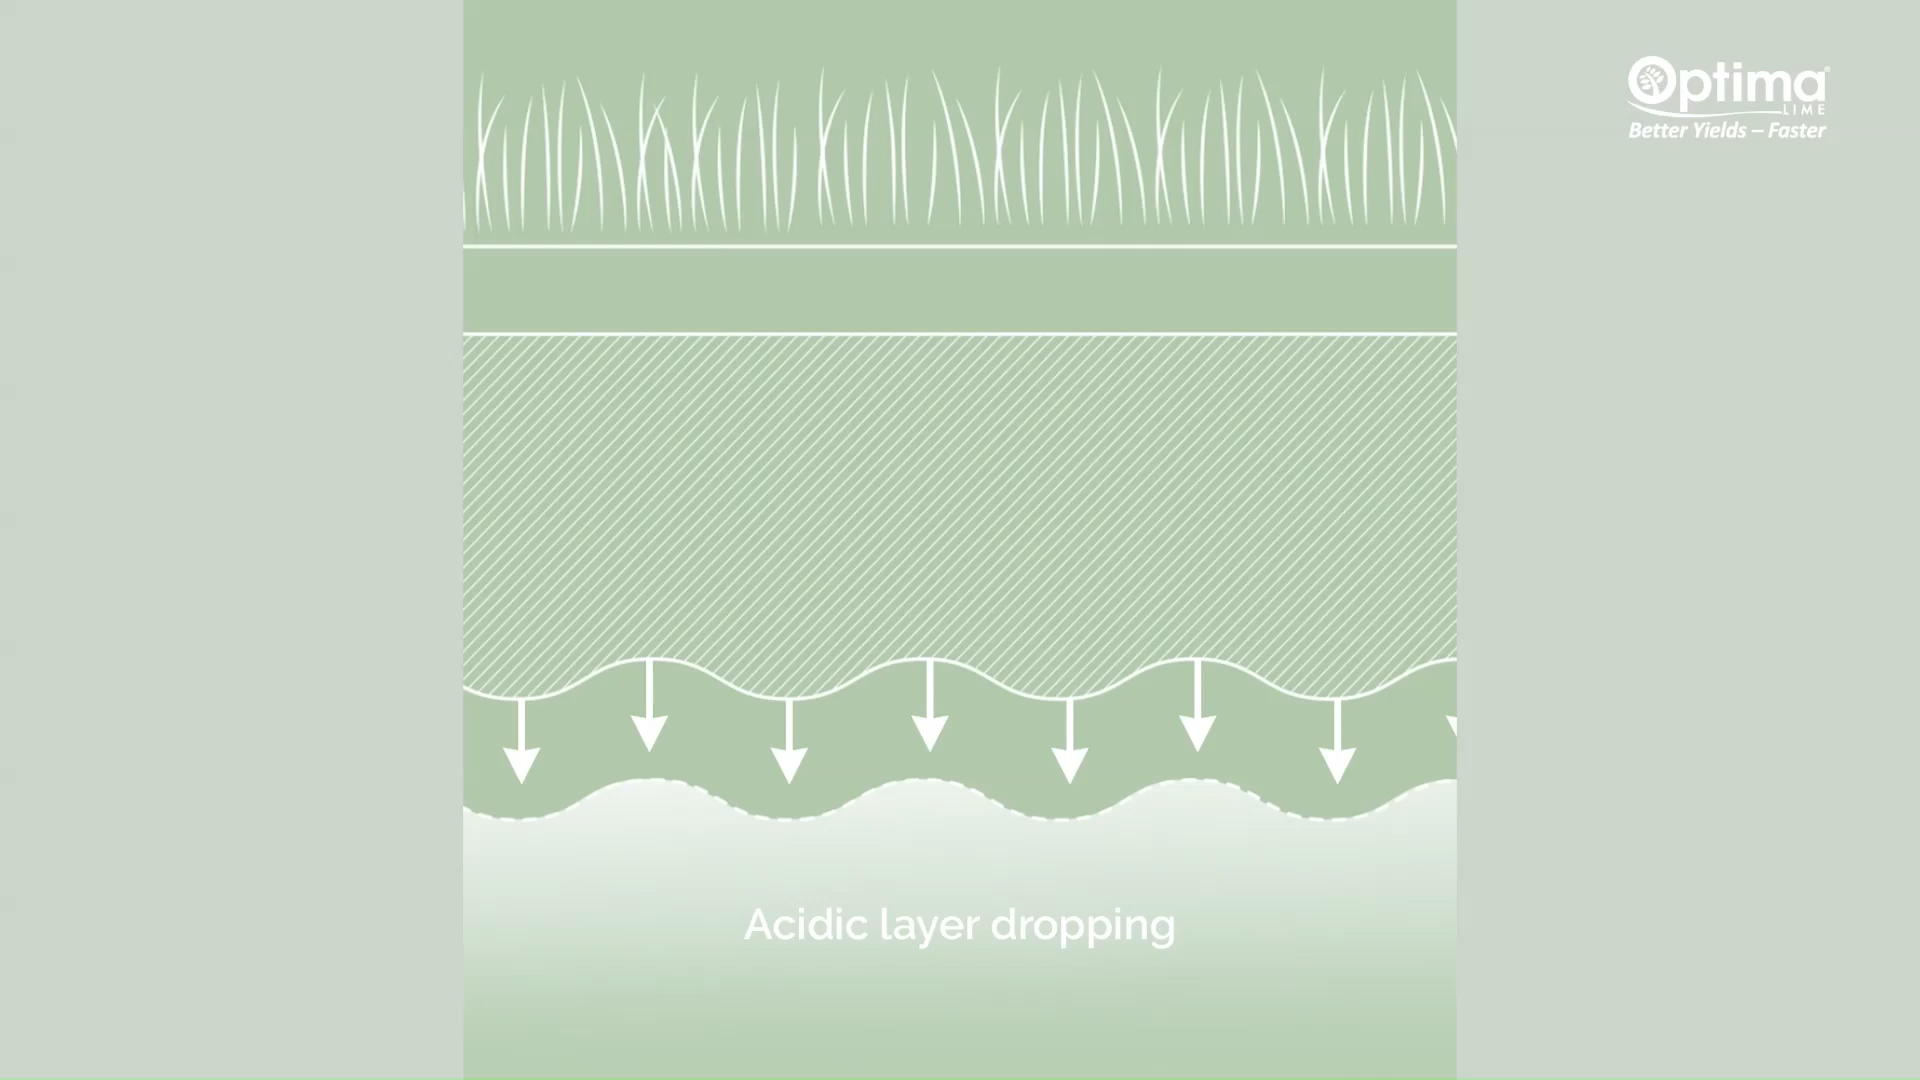 Optima®
LIME
Better Yields – Faster
Acidic layer dropping